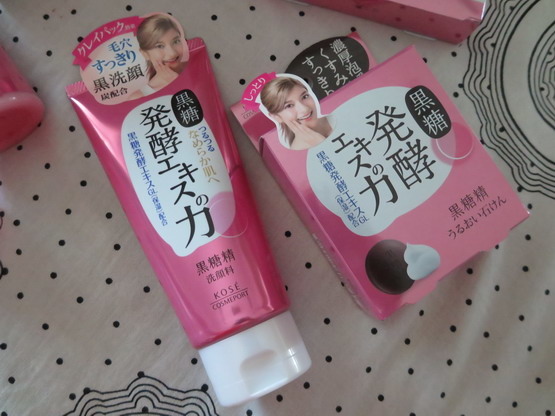 クレイパック効果
毛穴
すっきり
黒洗顔
炭配合
黒糖
発酵エキスの力
つるつる
なめらか肌へ
黒糖発酵エキスGL(保湿)配合
黒糖精
洗顔料
KOSÉ
COSMEPORT
しっとり
濃厚泡で
くすみ
すっきり
黒糖
発酵
エキスの力
黒糖発酵エキスGL(保湿)配合
黒糖精
うるおい石けん